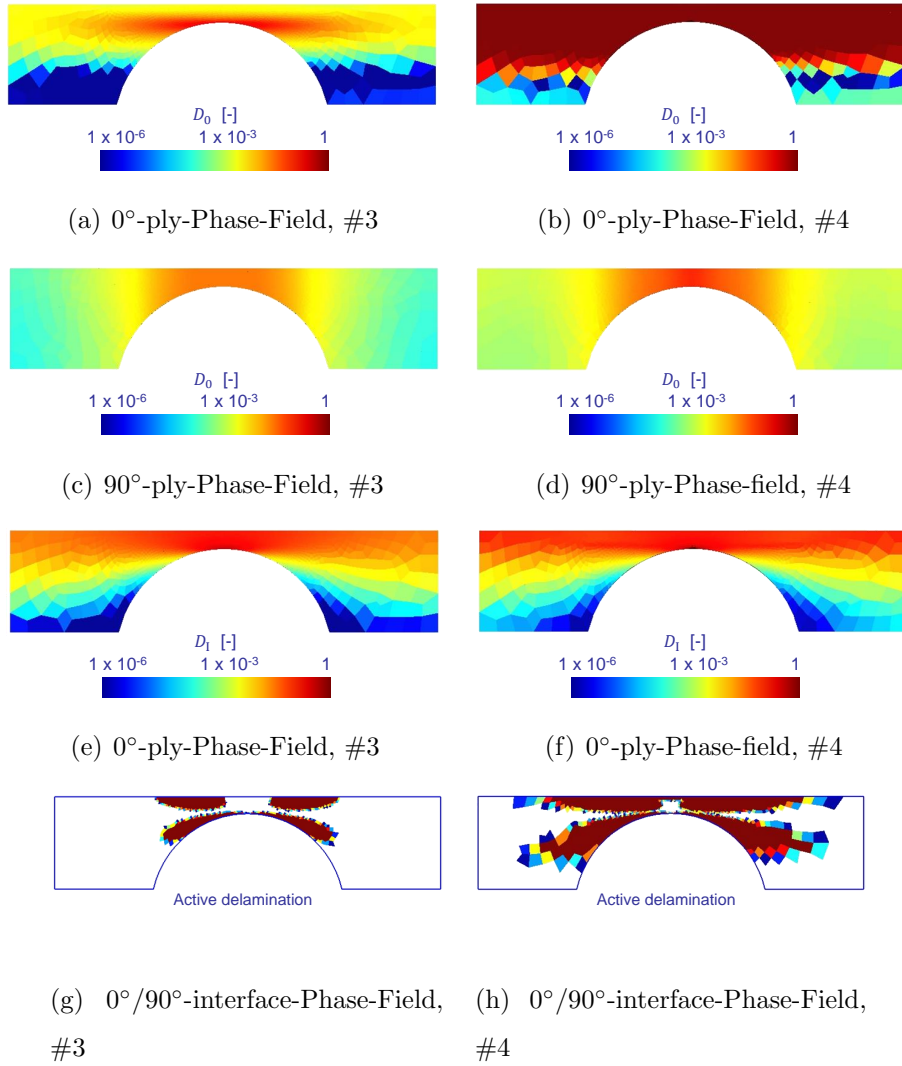 D₀ [-]
1 x 10⁻⁶ 1 x 10⁻³ 1
(a) 0°-ply-Phase-Field, #3
D₀ [-]
1 x 10⁻⁶ 1 x 10⁻³ 1
(b) 0°-ply-Phase-Field, #4
D₀ [-]
1 x 10⁻⁶ 1 x 10⁻³ 1
(c) 90°-ply-Phase-Field, #3
D₀ [-]
1 x 10⁻⁶ 1 x 10⁻³ 1
(d) 90°-ply-Phase-field, #4
D_I [-]
1 x 10⁻⁶ 1 x 10⁻³ 1
(e) 0°-ply-Phase-Field, #3
D_I [-]
1 x 10⁻⁶ 1 x 10⁻³ 1
(f) 0°-ply-Phase-field, #4
Active delamination
(g) 0°/90°-interface-Phase-Field,
#3
Active delamination
(h) 0°/90°-interface-Phase-Field,
#4